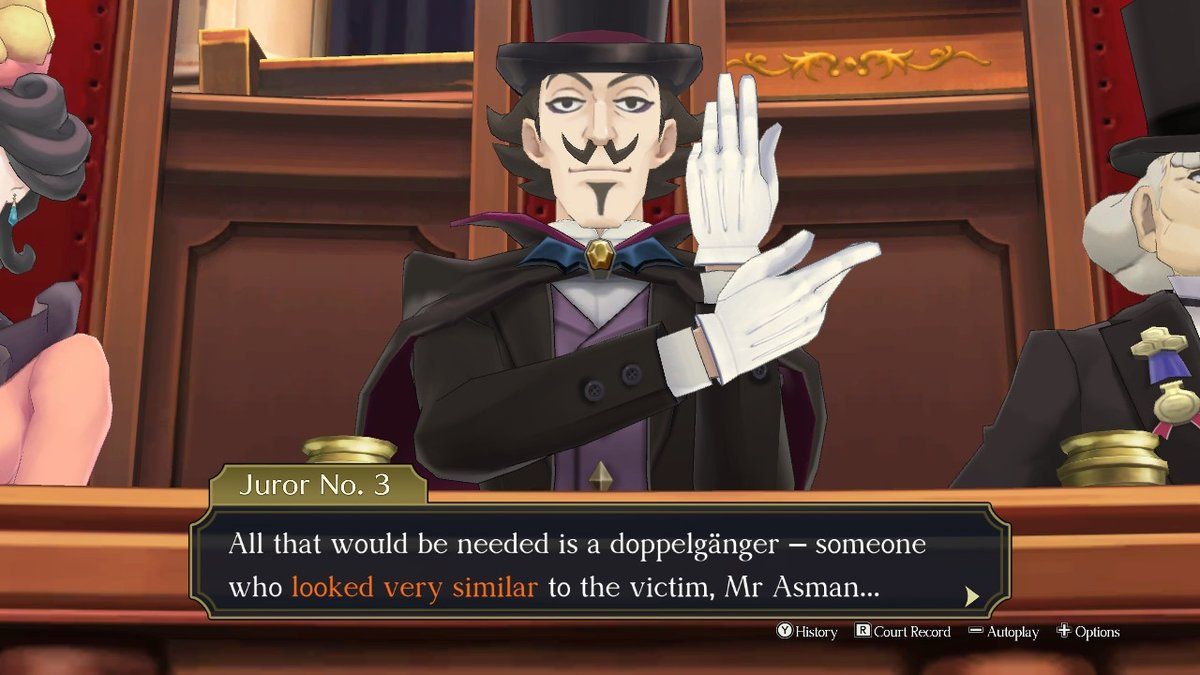 Juror No. 3
All that would be needed is a doppelgänger – someone
who looked very similar to the victim, Mr Asman...
Y History R Court Record Autoplay Options